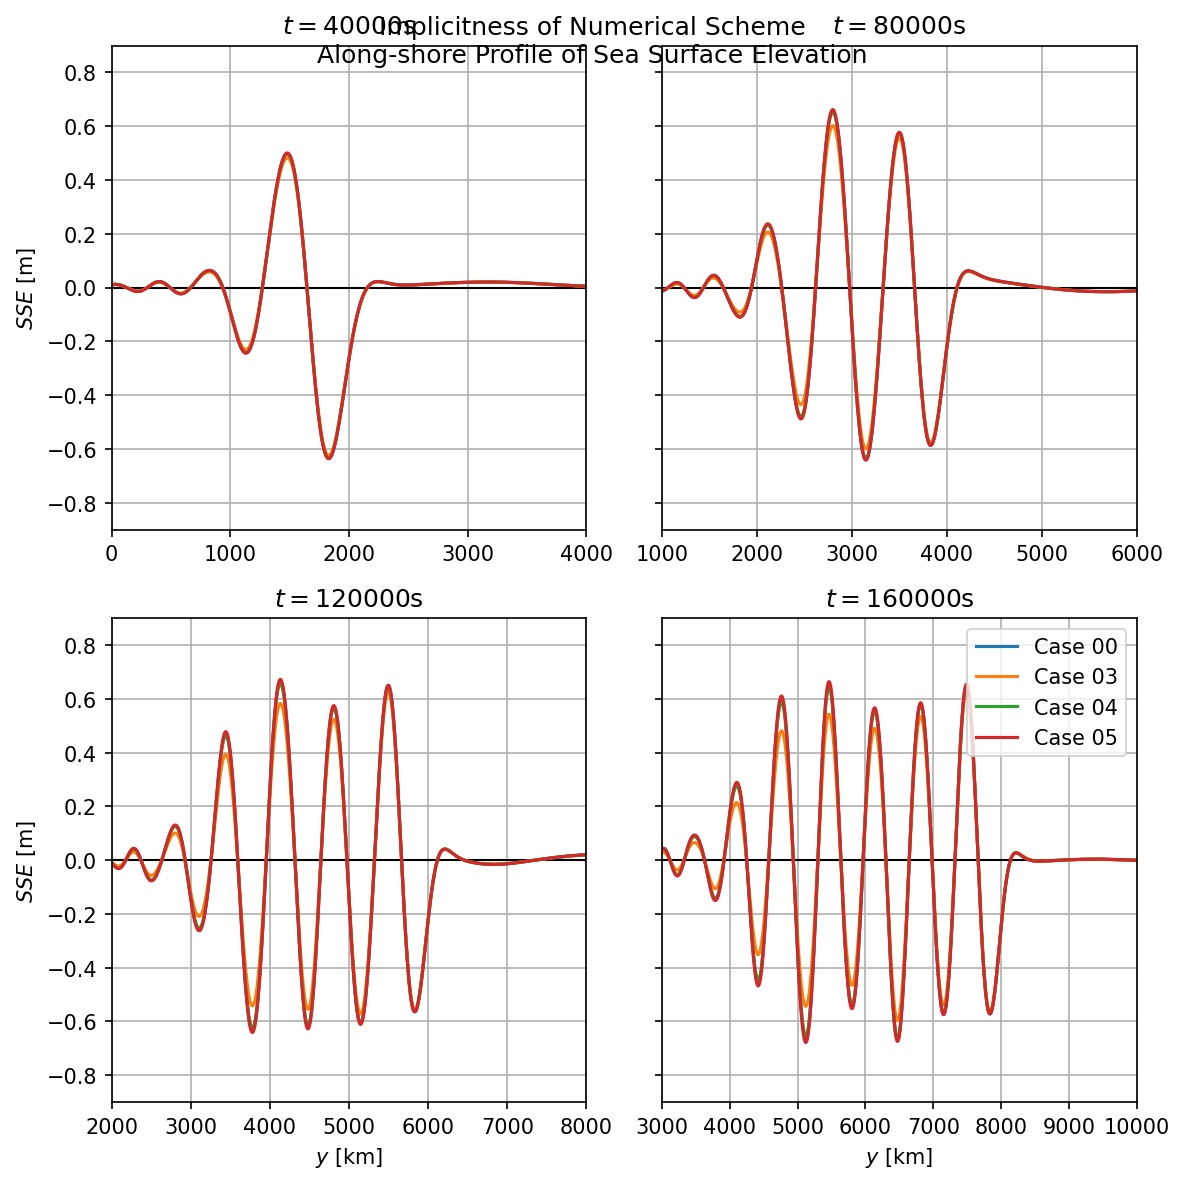 Implicitness of Numerical Scheme
Along-shore Profile of Sea Surface Elevation
t = 40000s
t = 80000s
0.8
0.6
0.4
0.2
0.0
−0.2
−0.4
−0.6
−0.8
SSE [m]
0 1000 2000 3000 4000
1000 2000 3000 4000 5000 6000
t = 120000s
t = 160000s
0.8
0.6
0.4
0.2
0.0
−0.2
−0.4
−0.6
−0.8
SSE [m]
Case 00
Case 03
Case 04
Case 05
2000 3000 4000 5000 6000 7000 8000
3000 4000 5000 6000 7000 8000 9000 10000
y [km]
y [km]